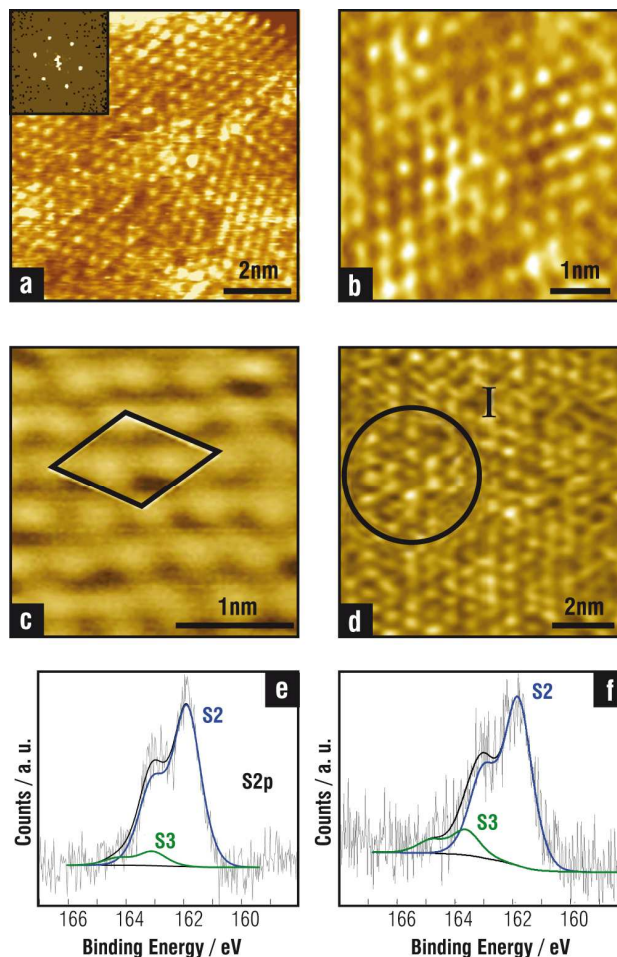 a
2nm
b
1nm
c
1nm
I
d
2nm
e
S2
S2p
S3
Counts / a. u.
166 164 162 160
Binding Energy / eV
f
S2
S3
Counts / a. u.
166 164 162 160
Binding Energy / eV